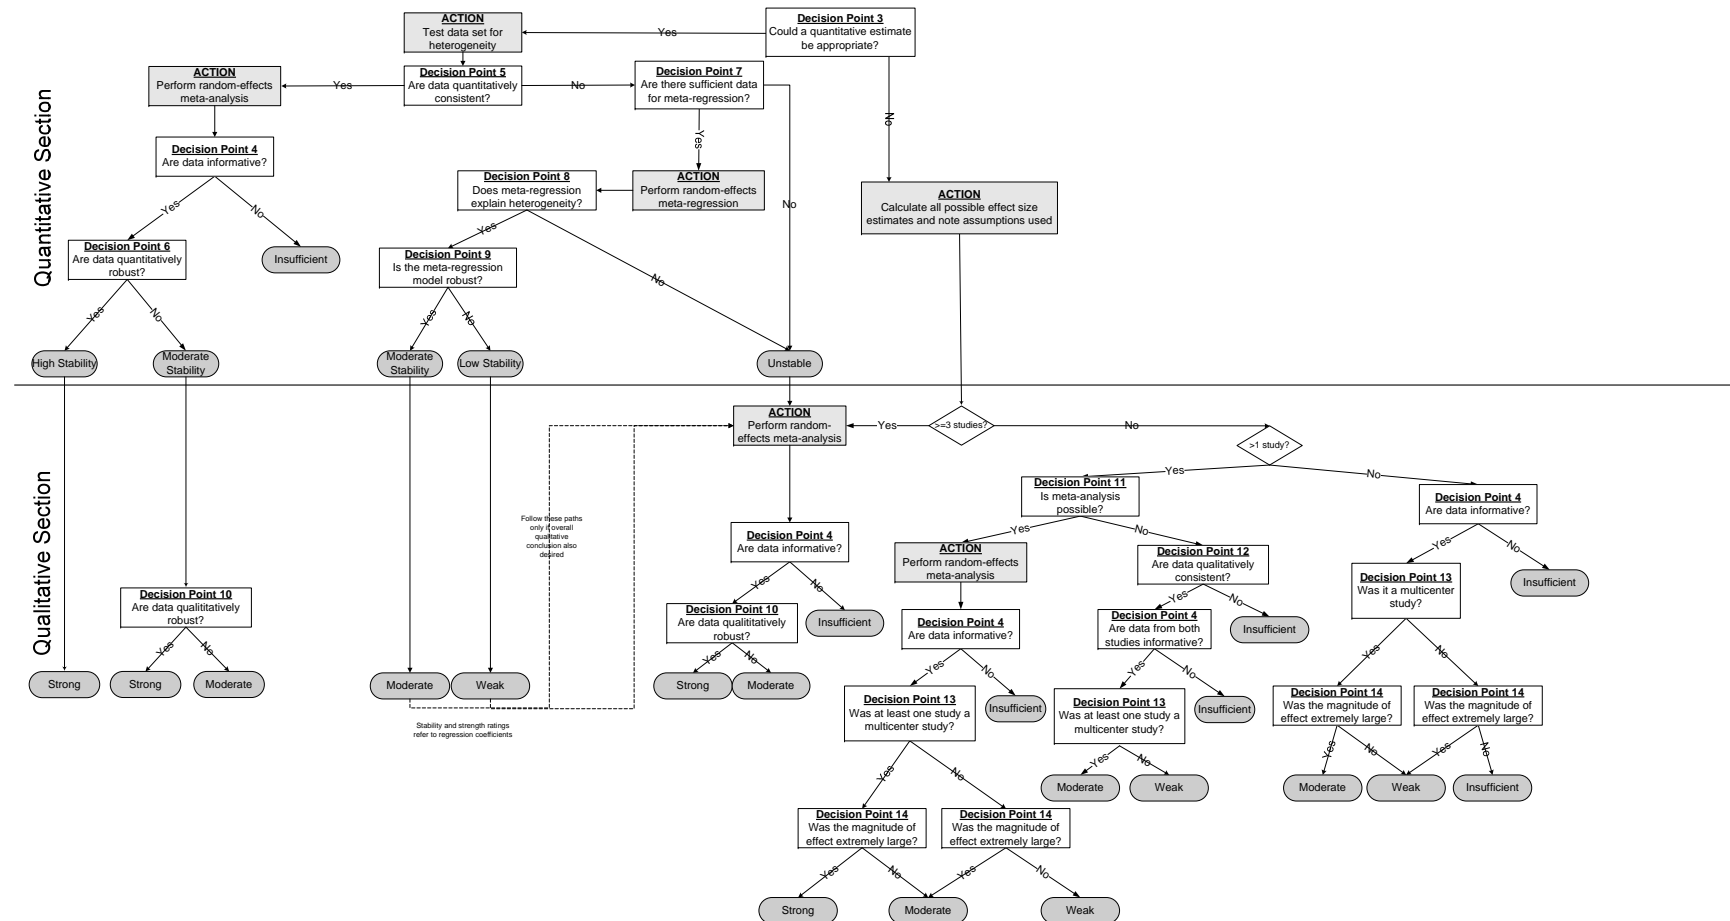 ACTION
Test data set for
heterogeneity
Yes
Decision Point 3
Could a quantitative estimate
be appropriate?
ACTION
Perform random-effects
meta-analysis
Yes
Decision Point 5
Are data quantitatively
consistent?
No
Decision Point 7
Are there sufficient data
for meta-regression?
No
Yes
Quantitative Section
Decision Point 4
Are data informative?
Decision Point 8
Does meta-regression
explain heterogeneity?
ACTION
Perform random-effects
meta-regression
No
ACTION
Calculate all possible effect size
estimates and note assumptions used
Yes
No
Yes
Decision Point 6
Are data quantitatively
robust?
Insufficient
Decision Point 9
Is the meta-regression
model robust?
No
Yes
No
Yes
No
High Stability
Moderate
Stability
Moderate
Stability
Low Stability
Unstable
ACTION
Perform random-
effects meta-analysis
Yes
>=3 studies?
No
>1 study?
Yes
No
Qualitative Section
Decision Point 11
Is meta-analysis
possible?
Decision Point 4
Are data informative?
Follow these paths
only if overall
qualitative
conclusion also
desired
Decision Point 4
Are data informative?
Yes
No
Yes
No
ACTION
Perform random-effects
meta-analysis
Decision Point 12
Are data qualitatively
consistent?
Decision Point 13
Was it a multicenter
study?
Insufficient
Yes
No
Yes
No
Decision Point 10
Are data qualititatively
robust?
Decision Point 10
Are data qualititatively
robust?
Insufficient
Decision Point 4
Are data informative?
Decision Point 4
Are data from both
studies informative?
Insufficient
Yes
No
Yes
No
Yes
No
Yes
No
Yes
No
Strong
Strong
Moderate
Moderate
Weak
Strong
Moderate
Decision Point 13
Was at least one study a
multicenter study?
Insufficient
Decision Point 13
Was at least one study a
multicenter study?
Insufficient
Decision Point 14
Was the magnitude of
effect extremely large?
Decision Point 14
Was the magnitude of
effect extremely large?
Stability and strength ratings
refer to regression coefficients
Yes
No
Yes
No
Yes
No
Yes
No
Moderate
Weak
Moderate
Weak
Insufficient
Decision Point 14
Was the magnitude of
effect extremely large?
Decision Point 14
Was the magnitude of
effect extremely large?
Yes
No
Yes
No
Strong
Moderate
Weak